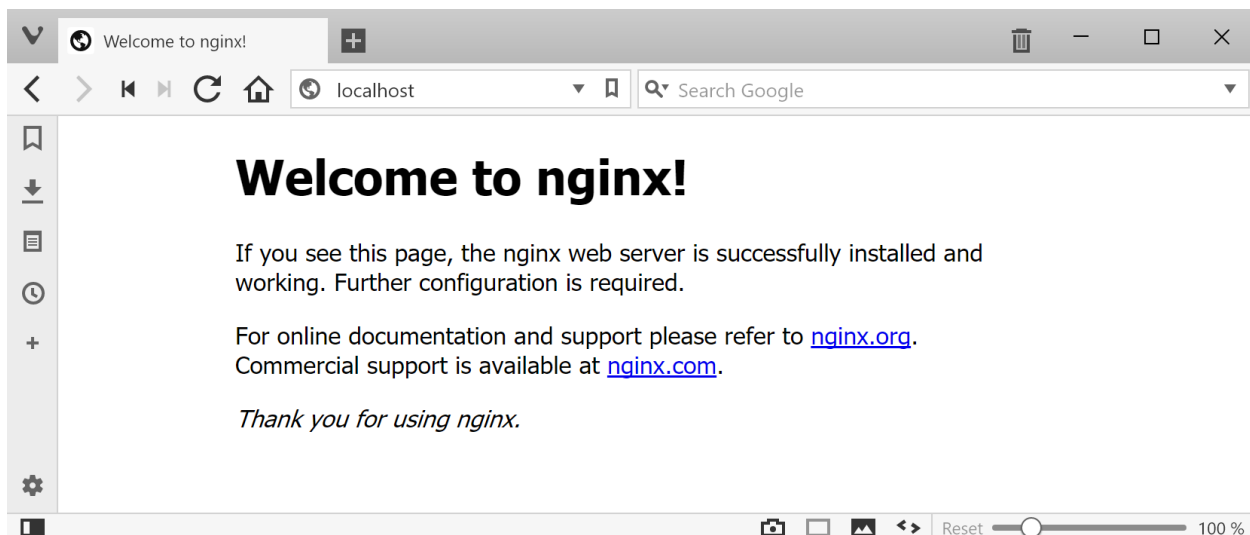 Welcome to nginx!
localhost
Search Google
Welcome to nginx!
If you see this page, the nginx web server is successfully installed and
working. Further configuration is required.
For online documentation and support please refer to nginx.org.
Commercial support is available at nginx.com.
Thank you for using nginx.
Reset 100 %